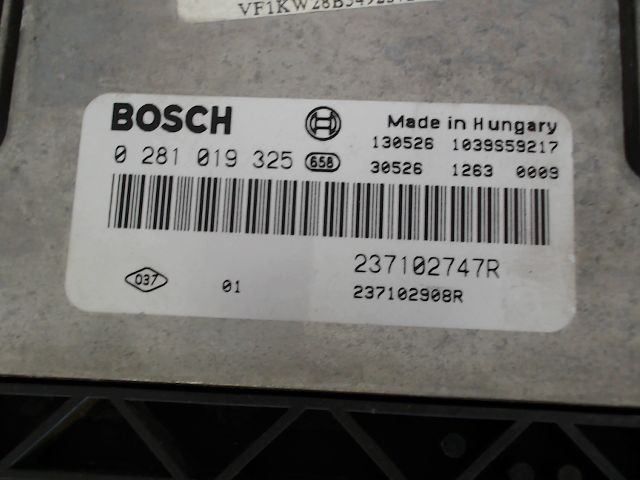 BOSCH
Made in Hungary
130526 1039S59217
0 281 019 325 658
30526 1263 0009
237102747R
037 01
237102908R